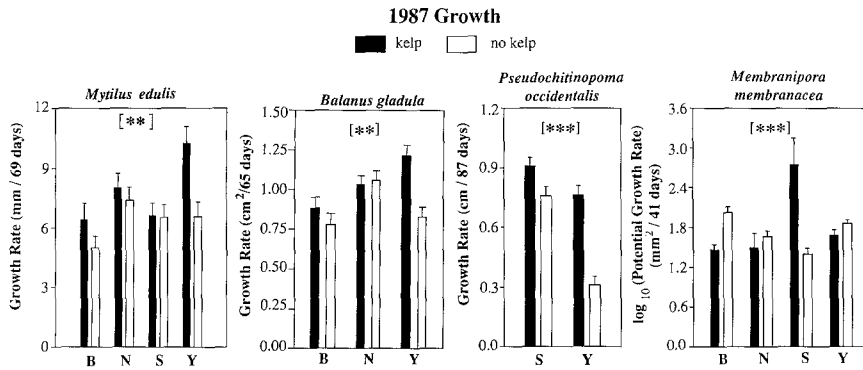 1987 Growth
kelp
no kelp
Mytilus edulis
[**]
Growth Rate (mm / 69 days)
12
9
6
3
0
B N S Y
Balanus gladula
[**]
Growth Rate (cm2/65 days)
1.50
1.25
1.00
0.75
0.50
0.25
0.00
B N Y
Pseudochitinopoma
occidentalis
[***]
Growth Rate (cm / 87 days)
1.2
0.9
0.6
0.3
0.0
S Y
Membranipora
membranacea
[***]
log 10 (Potential Growth Rate)
(mm2 / 41 days)
3.6
3.0
2.4
1.8
1.2
0.6
0.0
B N S Y